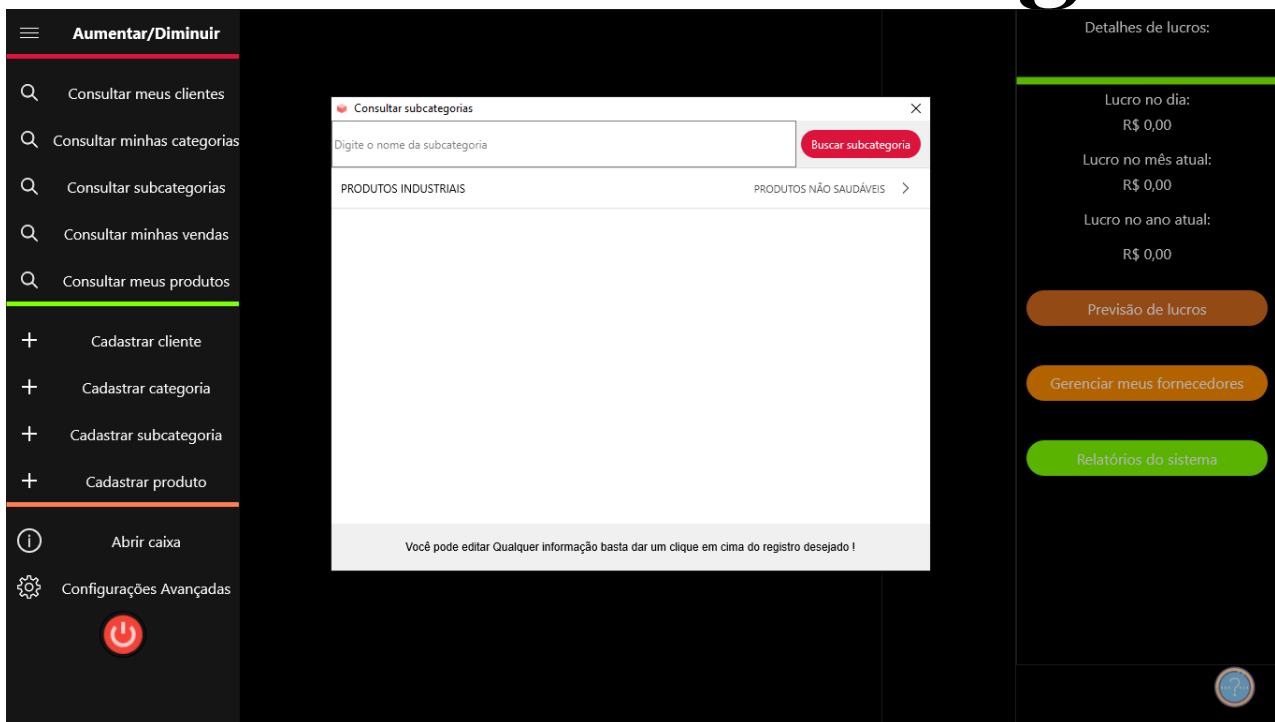 Aumentar/Diminuir
Consultar meus clientes
Consultar minhas categorias
Consultar subcategorias
Consultar minhas vendas
Consultar meus produtos
Cadastrar cliente
Cadastrar categoria
Cadastrar subcategoria
Cadastrar produto
Abrir caixa
Configurações Avançadas
Consultar subcategorias
Digite o nome da subcategoria
Buscar subcategoria
PRODUTOS INDUSTRIAIS PRODUTOS NÃO SAUDÁVEIS
Você pode editar Qualquer informação basta dar um clique em cima do registro desejado !
Detalhes de lucros:
Lucro no dia:
R$ 0,00
Lucro no mês atual:
R$ 0,00
Lucro no ano atual:
R$ 0,00
Previsão de lucros
Gerenciar meus fornecedores
Relatórios do sistema